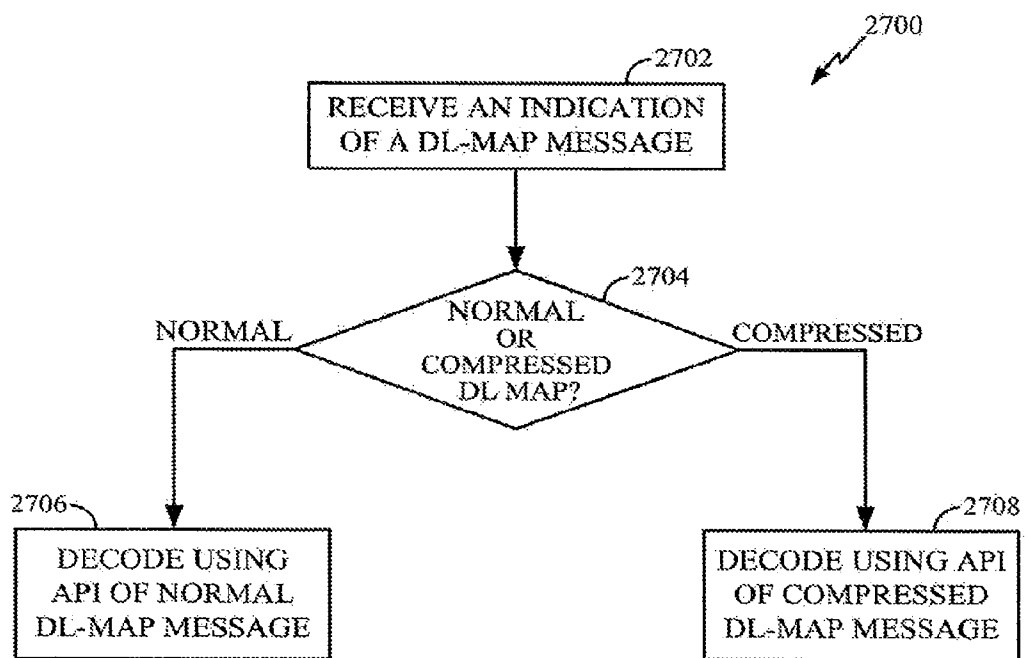 2700
2702
RECEIVE AN INDICATION
OF A DL-MAP MESSAGE
2704
NORMAL
OR
COMPRESSED
DL MAP?
NORMAL
COMPRESSED
2706
DECODE USING
API OF NORMAL
DL-MAP MESSAGE
2708
DECODE USING API
OF COMPRESSED
DL-MAP MESSAGE